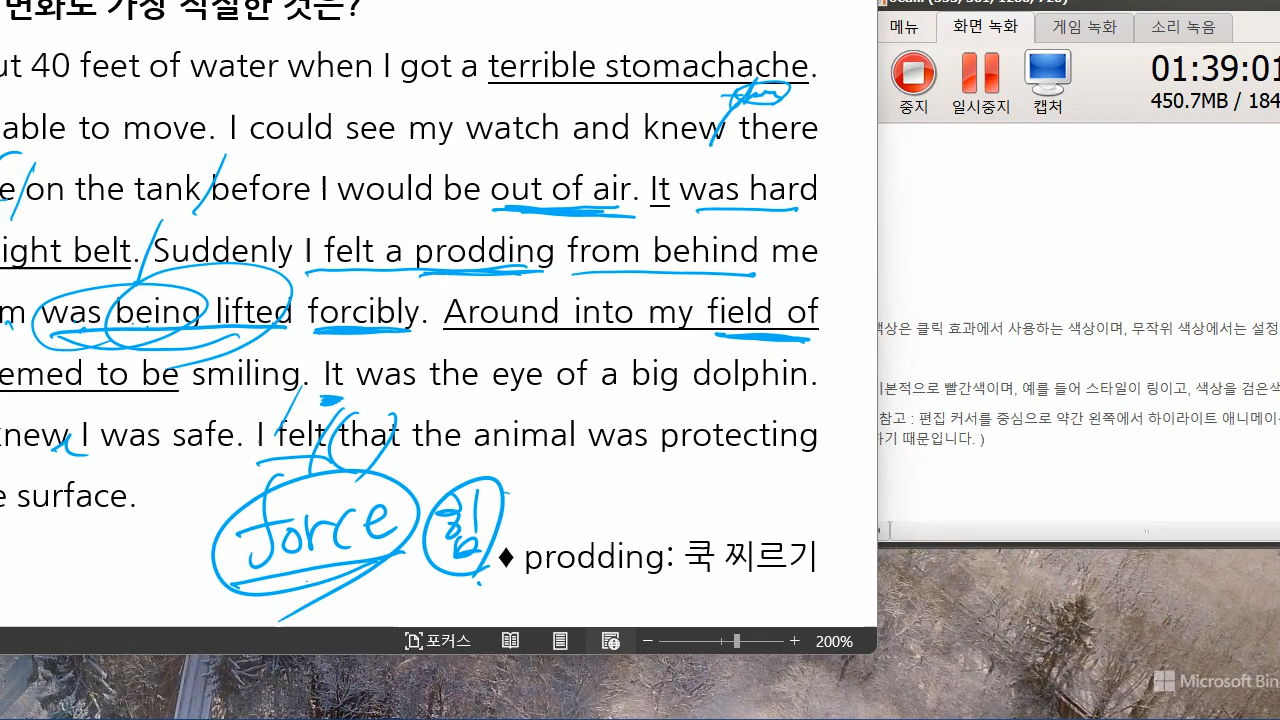 변화로 가장 적절한 것은?
ut 40 feet of water when I got a terrible stomachache.
able to move. I could see my watch and knew there
e on the tank before I would be out of air. It was hard
ight belt. Suddenly I felt a prodding from behind me
m was being lifted forcibly. Around into my field of
emed to be smiling. It was the eye of a big dolphin.
knew I was safe. I felt that the animal was protecting
e surface.
force 힘
♦ prodding: 쿡 찌르기
포커스
200%
메뉴
화면 녹화
게임 녹화
소리 녹음
중지
일시중지
캡처
01:39:01
450.7MB / 184
색상은 클릭 효과에서 사용하는 색상이며, 무작위 색상에서는 설정
기본적으로 빨간색이며, 예를 들어 스타일이 링이고, 색상을 검은색
참고 : 편집 커서를 중심으로 약간 왼쪽에서 하이라이트 애니메이
하기 때문입니다. )
Microsoft Bin